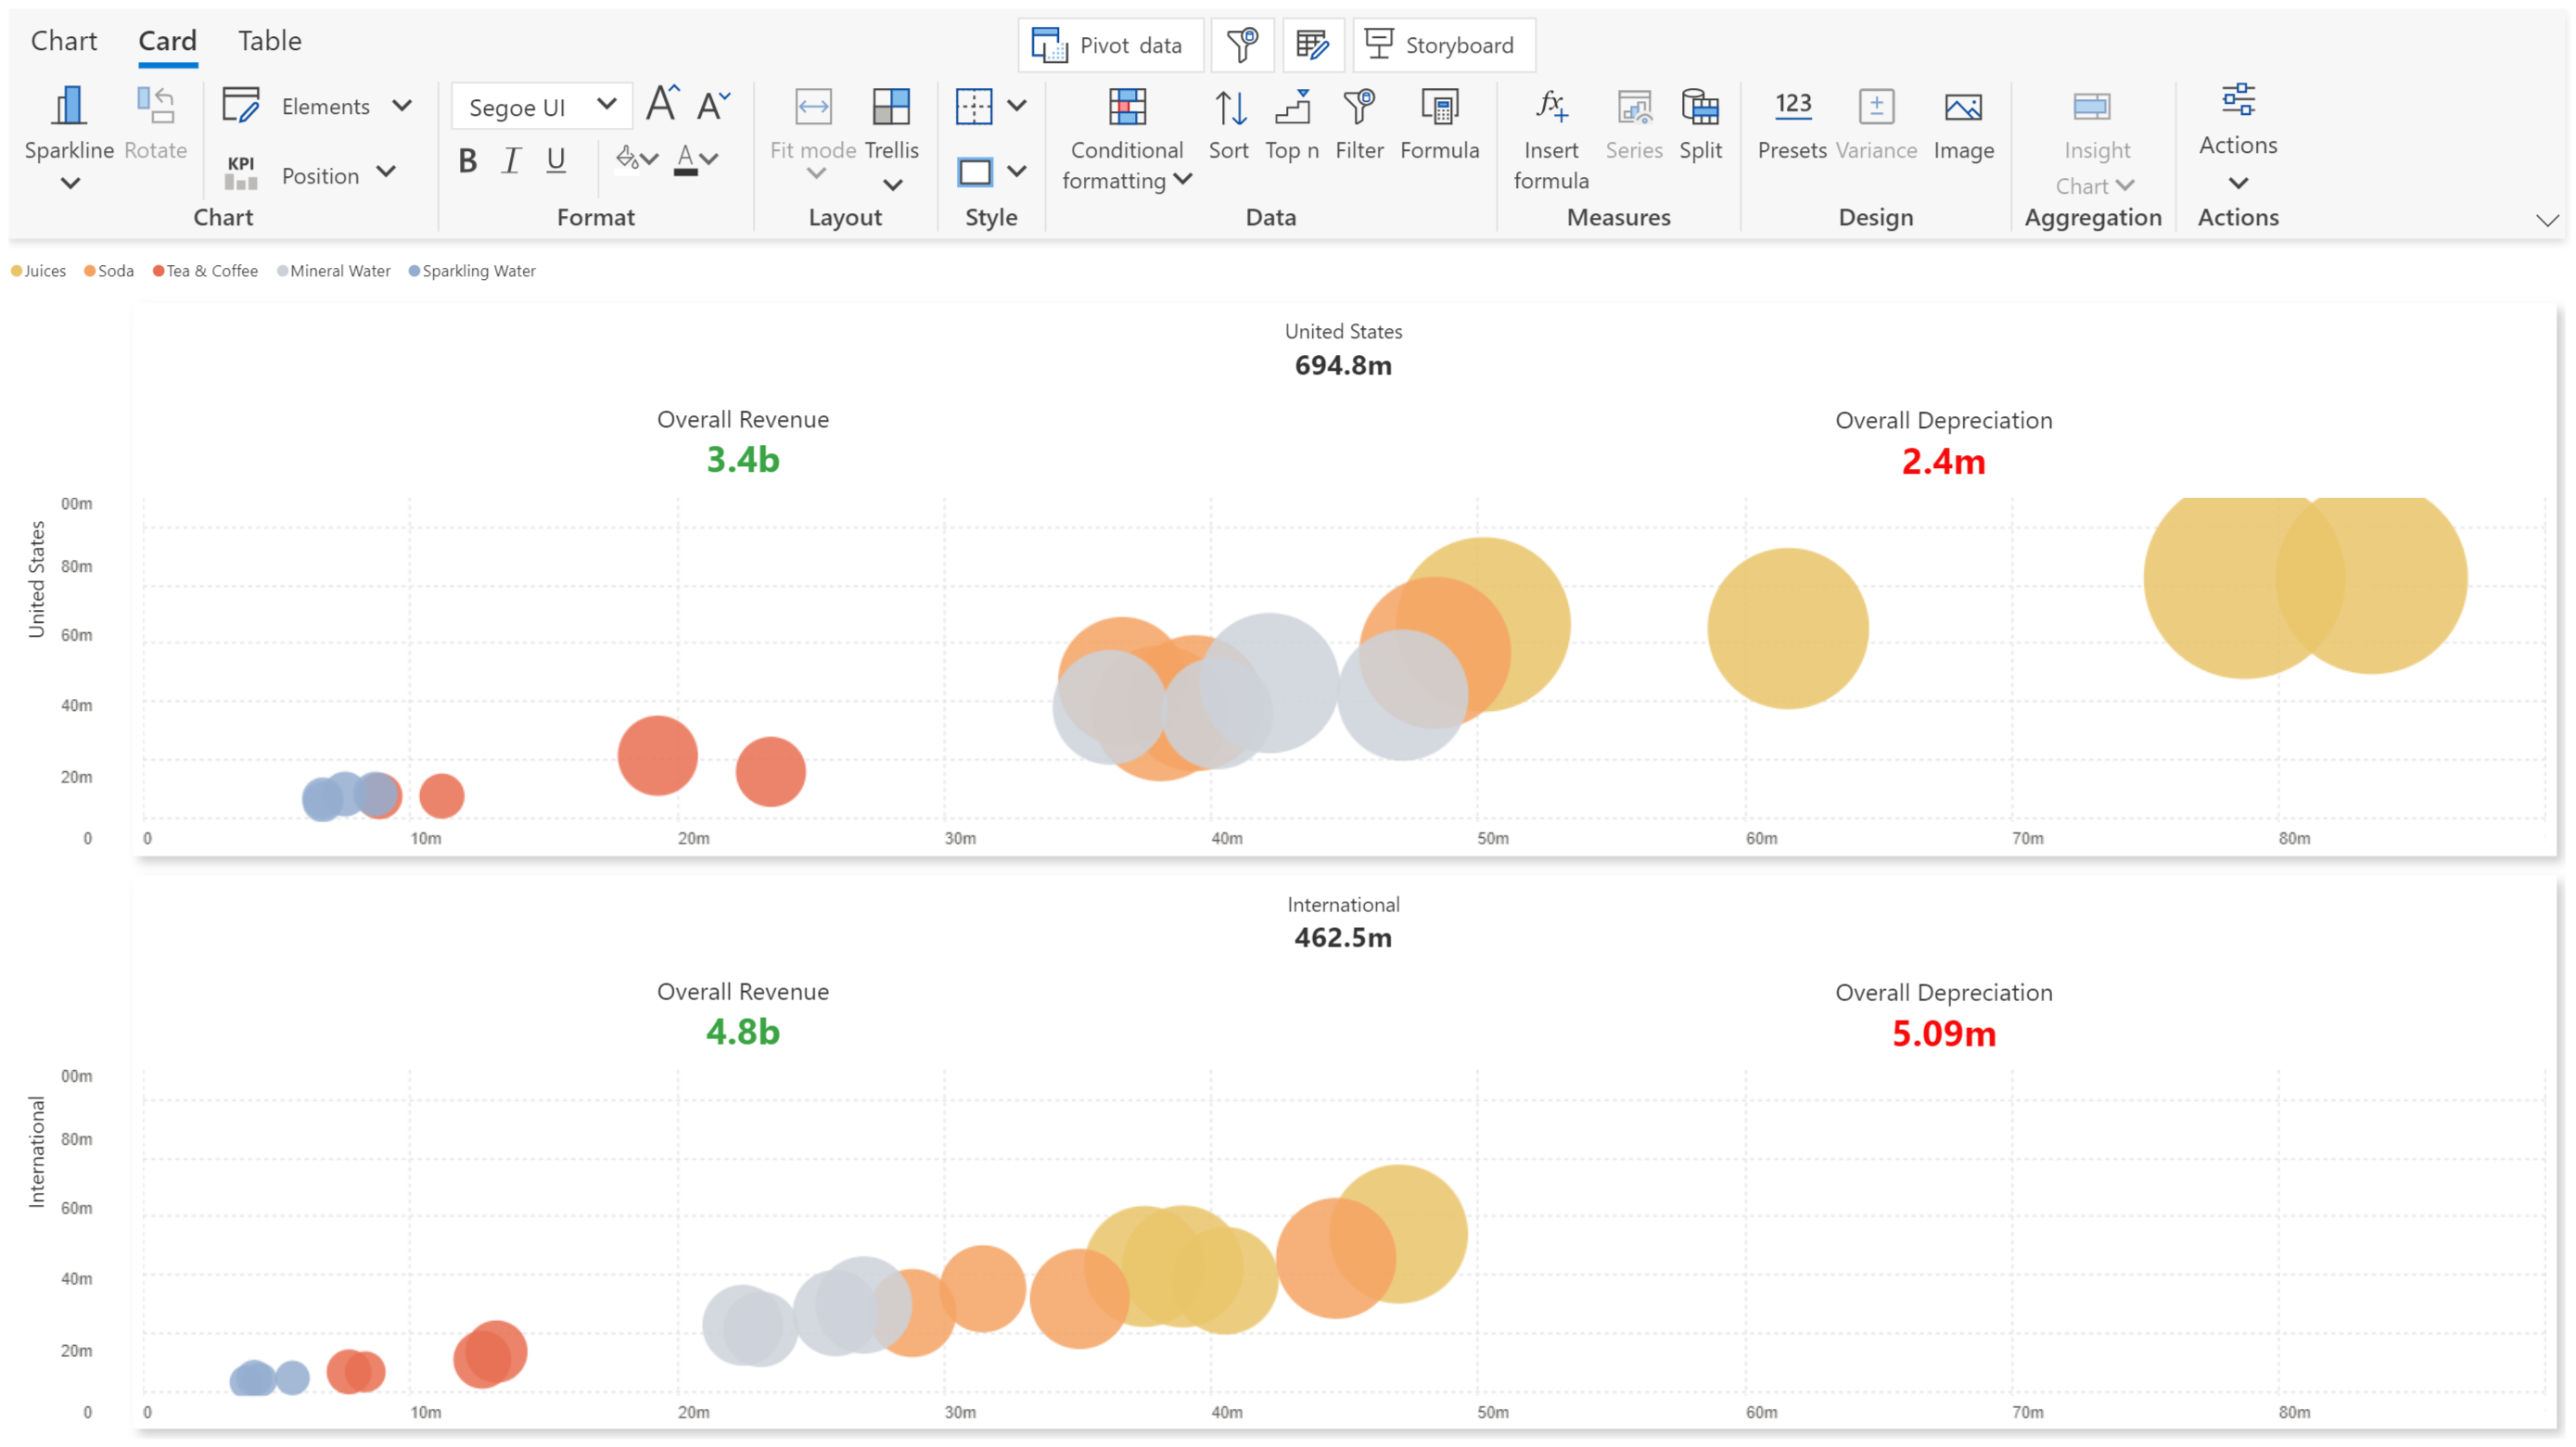 Chart Card Table Pivot data Storyboard
Sparkline Rotate Elements Segoe UI A A Fit mode Trellis Conditional formatting Sort Top n Filter Formula fx Insert formula Series Split 123 Presets Variance Image Insight Chart Actions
KPI Position B I U A
Chart Format Layout Style Data Measures Design Aggregation Actions
Juices Soda Tea & Coffee Mineral Water Sparkling Water
United States
694.8m
Overall Revenue Overall Depreciation
3.4b 2.4m
United States
00m
80m
60m
40m
20m
0
0 10m 20m 30m 40m 50m 60m 70m 80m
International
462.5m
Overall Revenue Overall Depreciation
4.8b 5.09m
International
00m
80m
60m
40m
20m
0
0 10m 20m 30m 40m 50m 60m 70m 80m